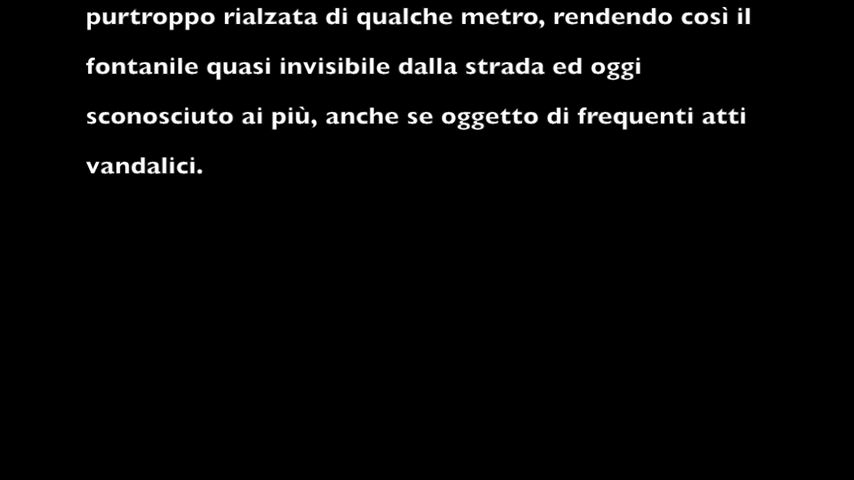 purtroppo rialzata di qualche metro, rendendo così il
fontanile quasi invisibile dalla strada ed oggi
sconosciuto ai più, anche se oggetto di frequenti atti
vandalici.